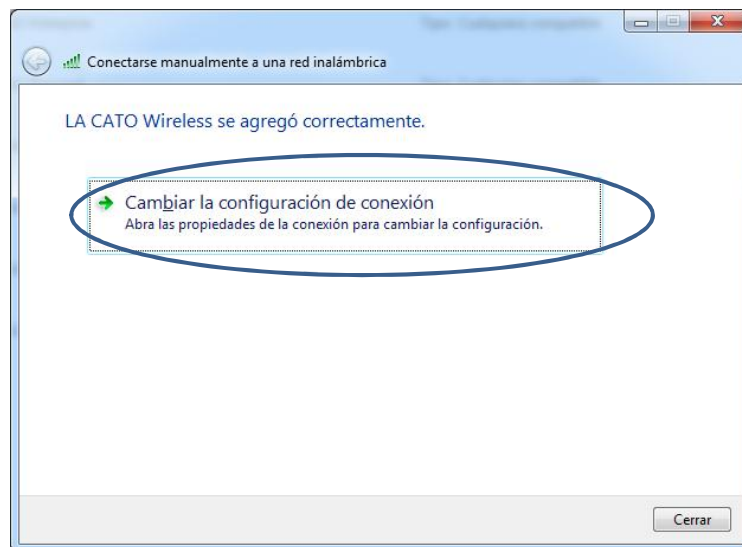 Conectarse manualmente a una red inalámbrica
LA CATO Wireless se agregó correctamente.
Cambiar la configuración de conexión
Abra las propiedades de la conexión para cambiar la configuración.
Cerrar